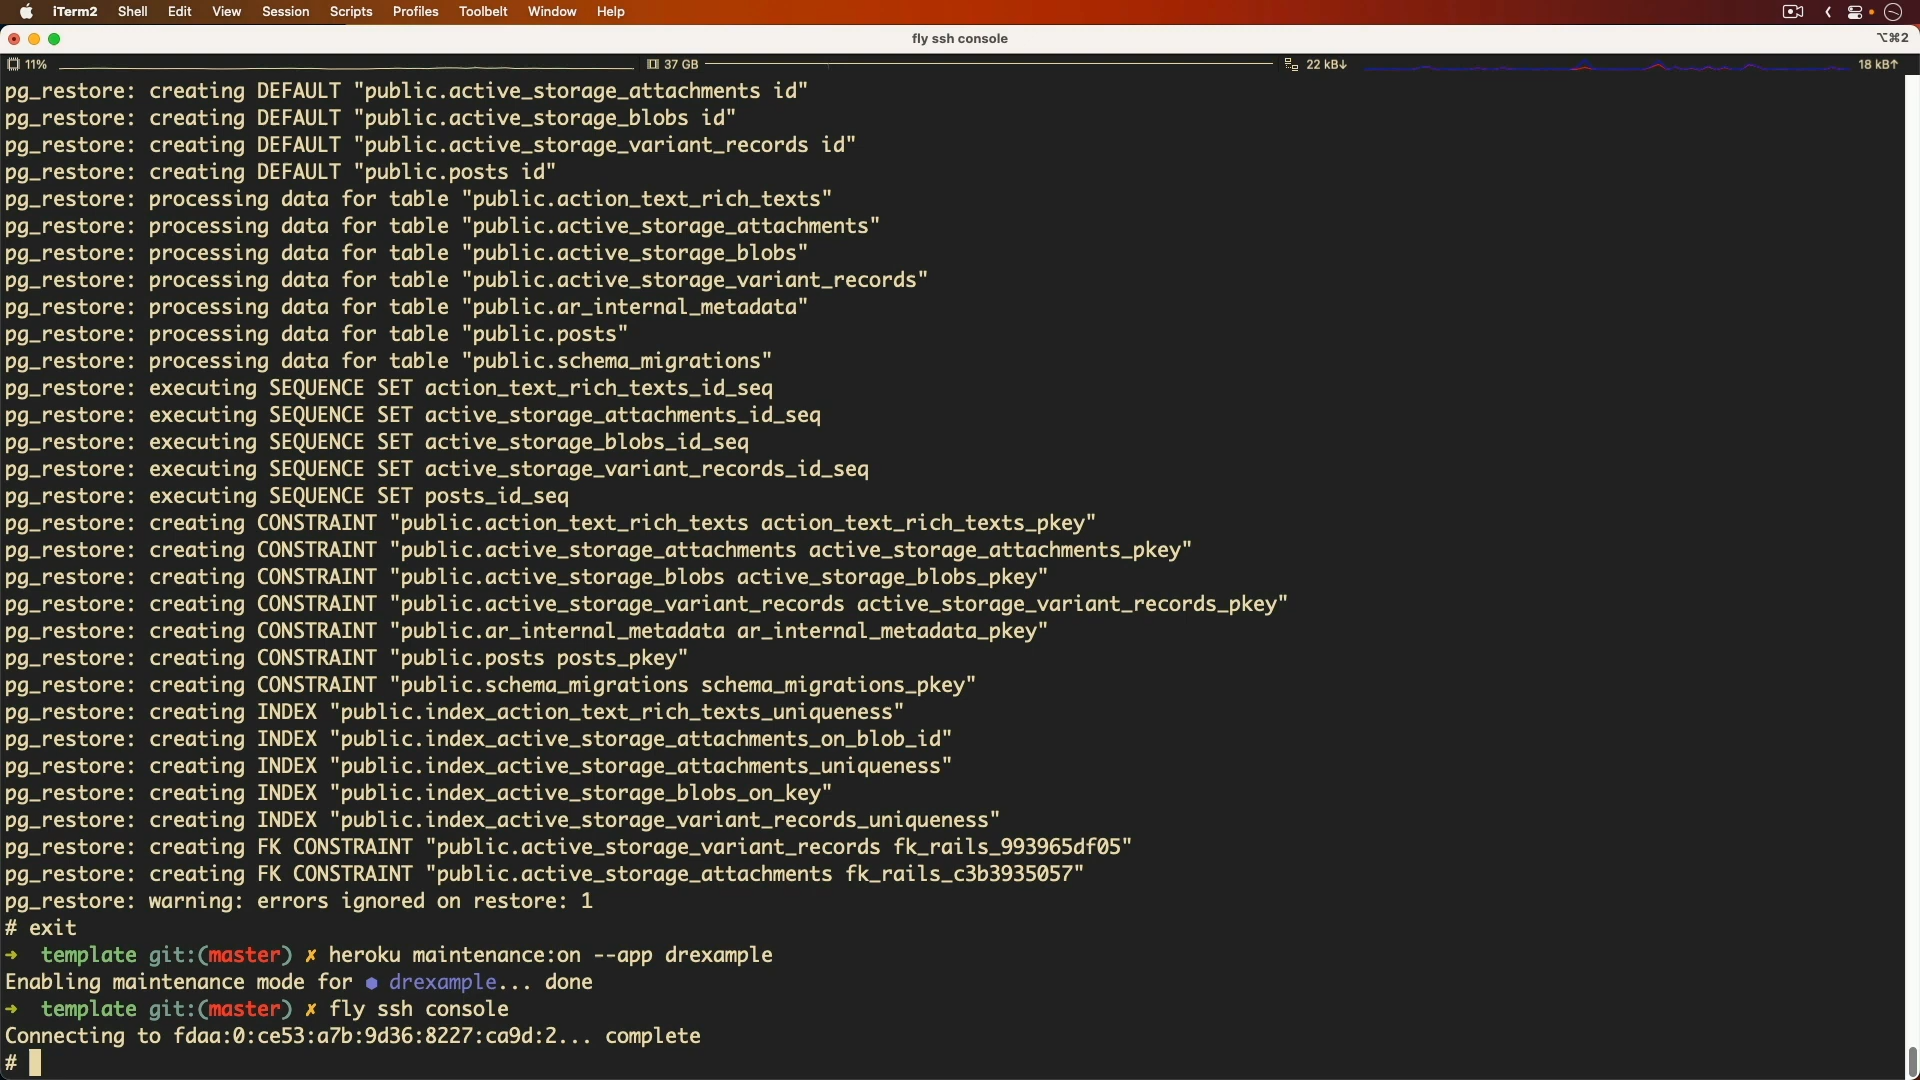 iTerm2 Shell Edit View Session Scripts Profiles Toolbelt Window Help
fly ssh console
⌥⌘2
11% 37 GB 22 kB↓ 18 kB↑
pg_restore: creating DEFAULT "public.active_storage_attachments id"
pg_restore: creating DEFAULT "public.active_storage_blobs id"
pg_restore: creating DEFAULT "public.active_storage_variant_records id"
pg_restore: creating DEFAULT "public.posts id"
pg_restore: processing data for table "public.action_text_rich_texts"
pg_restore: processing data for table "public.active_storage_attachments"
pg_restore: processing data for table "public.active_storage_blobs"
pg_restore: processing data for table "public.active_storage_variant_records"
pg_restore: processing data for table "public.ar_internal_metadata"
pg_restore: processing data for table "public.posts"
pg_restore: processing data for table "public.schema_migrations"
pg_restore: executing SEQUENCE SET action_text_rich_texts_id_seq
pg_restore: executing SEQUENCE SET active_storage_attachments_id_seq
pg_restore: executing SEQUENCE SET active_storage_blobs_id_seq
pg_restore: executing SEQUENCE SET active_storage_variant_records_id_seq
pg_restore: executing SEQUENCE SET posts_id_seq
pg_restore: creating CONSTRAINT "public.action_text_rich_texts action_text_rich_texts_pkey"
pg_restore: creating CONSTRAINT "public.active_storage_attachments active_storage_attachments_pkey"
pg_restore: creating CONSTRAINT "public.active_storage_blobs active_storage_blobs_pkey"
pg_restore: creating CONSTRAINT "public.active_storage_variant_records active_storage_variant_records_pkey"
pg_restore: creating CONSTRAINT "public.ar_internal_metadata ar_internal_metadata_pkey"
pg_restore: creating CONSTRAINT "public.posts posts_pkey"
pg_restore: creating CONSTRAINT "public.schema_migrations schema_migrations_pkey"
pg_restore: creating INDEX "public.index_action_text_rich_texts_uniqueness"
pg_restore: creating INDEX "public.index_active_storage_attachments_on_blob_id"
pg_restore: creating INDEX "public.index_active_storage_attachments_uniqueness"
pg_restore: creating INDEX "public.index_active_storage_blobs_on_key"
pg_restore: creating INDEX "public.index_active_storage_variant_records_uniqueness"
pg_restore: creating FK CONSTRAINT "public.active_storage_variant_records fk_rails_993965df05"
pg_restore: creating FK CONSTRAINT "public.active_storage_attachments fk_rails_c3b3935057"
pg_restore: warning: errors ignored on restore: 1
# exit
➜ template git:(master) ✗ heroku maintenance:on --app drexample
Enabling maintenance mode for ⬢ drexample... done
➜ template git:(master) ✗ fly ssh console
Connecting to fdaa:0:ce53:a7b:9d36:8227:ca9d:2... complete
#